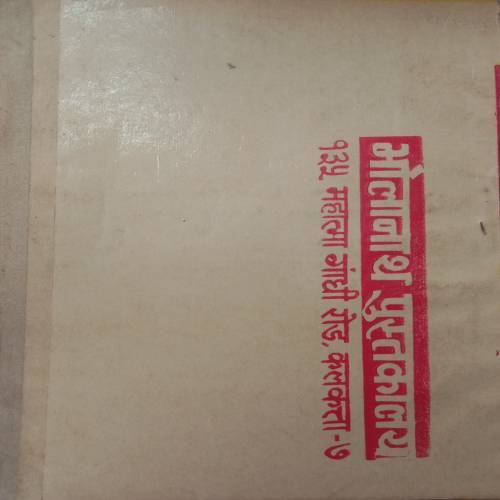 भोलानाथ पुस्तकालय
१३५ महात्मा गांधी रोड, कलकत्ता-७